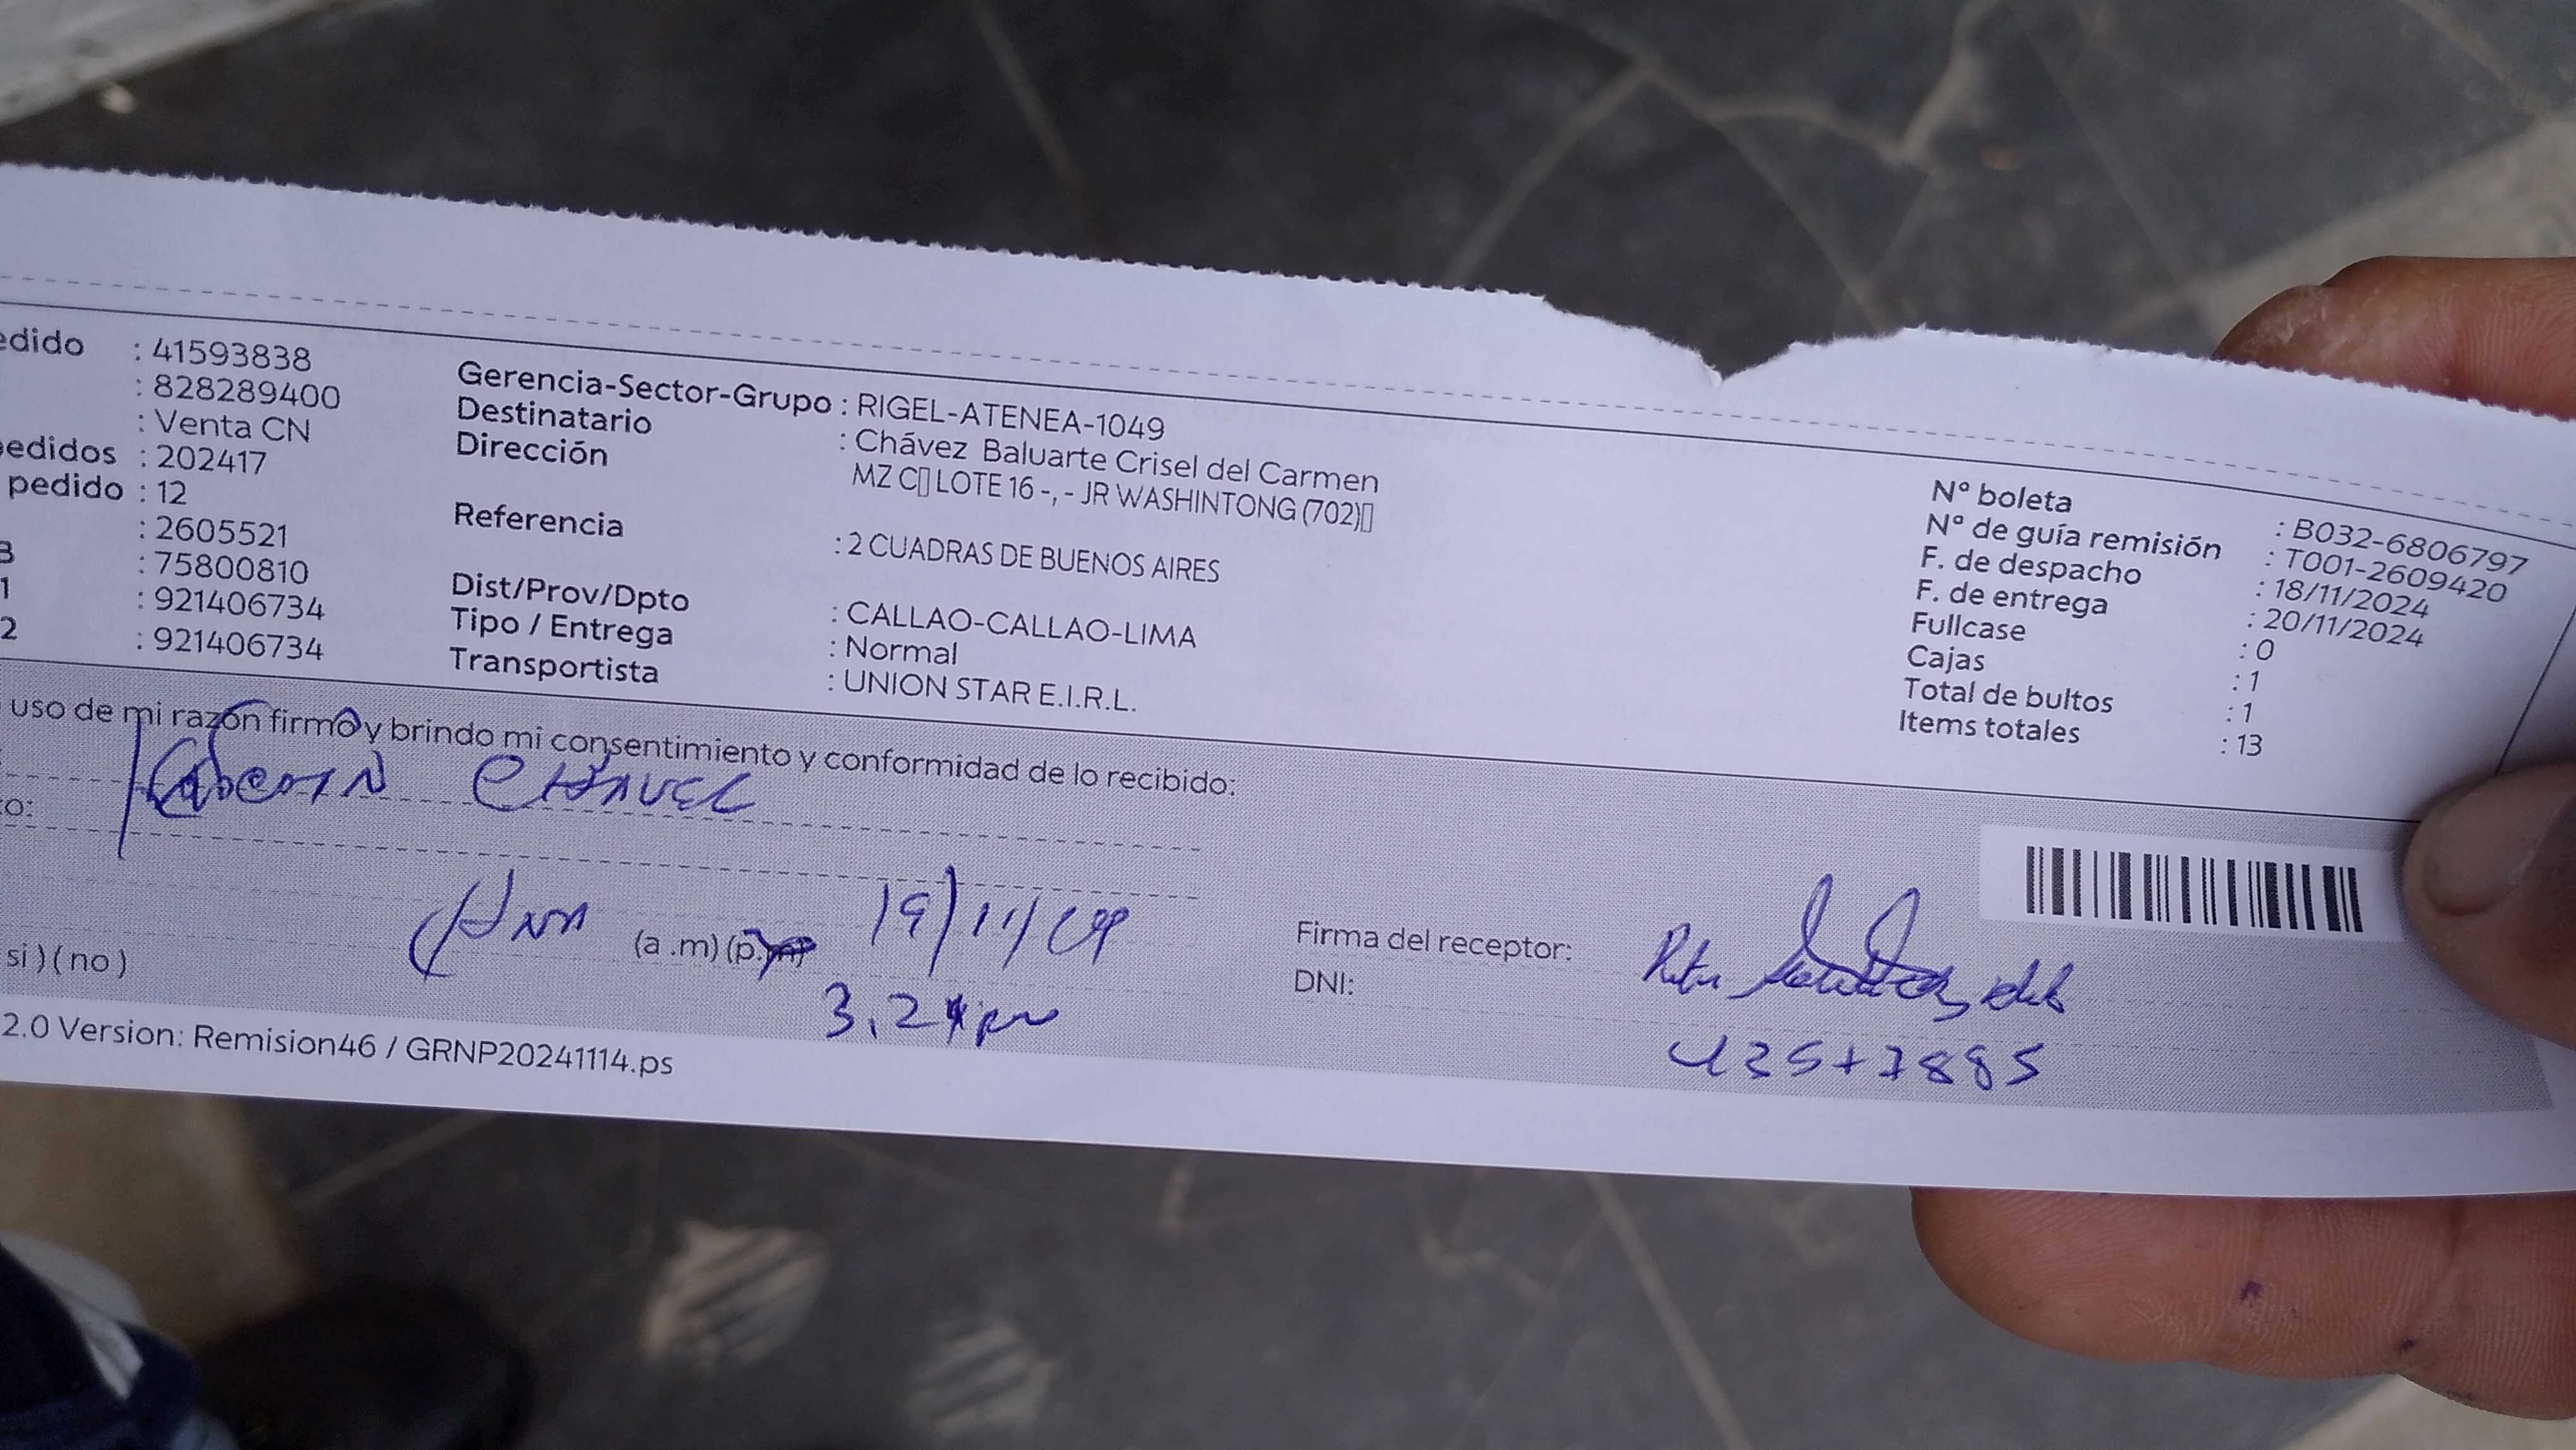 edido : 41593838
: 828289400
: Venta CN
pedidos : 202417
pedido : 12
: 2605521
3 : 75800810
1 : 921406734
2 : 921406734
Gerencia-Sector-Grupo : RIGEL-ATENEA-1049
Destinatario : Chávez Baluarte Crisel del Carmen
Dirección MZ C▯ LOTE 16 -, - JR WASHINTONG (702)▯
Referencia : 2 CUADRAS DE BUENOS AIRES
Dist/Prov/Dpto : CALLAO-CALLAO-LIMA
Tipo / Entrega : Normal
Transportista : UNION STAR E.I.R.L.
N° boleta : B032-6806797
N° de guía remisión : T001-2609420
F. de despacho : 18/11/2024
F. de entrega : 20/11/2024
Fullcase : 0
Cajas : 1
Total de bultos : 1
Items totales : 13
uso de mi razón firmo y brindo mi consentimiento y conformidad de lo recibido:
CHAVEZ
to:
(a .m) (p.m) 19/11/
si ) ( no )
Firma del receptor:
DNI:
2.0 Version: Remision46 / GRNP20241114.ps